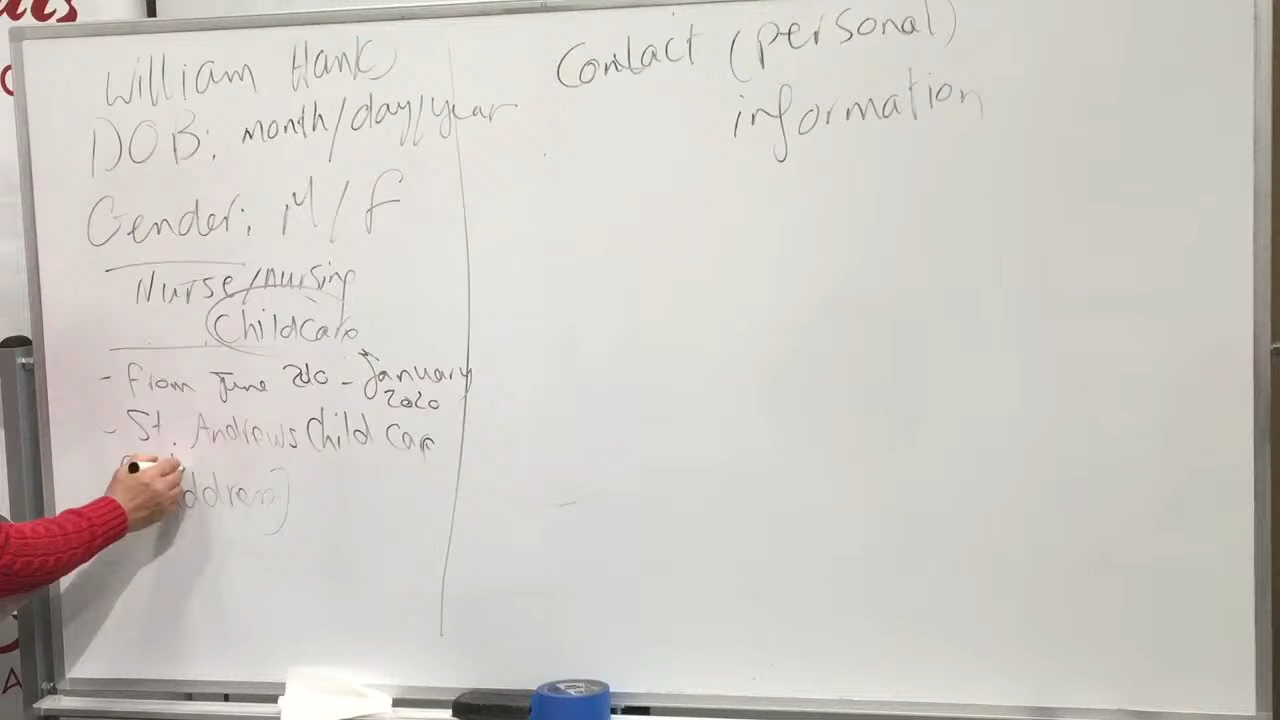 William Hank
DOB: month/day/year
Gender: M/F
Nurse/nursing
Childcare
- from June 2010 - January
2020
- St. Andrews Child Care
ddress]
Contact (personal)
information